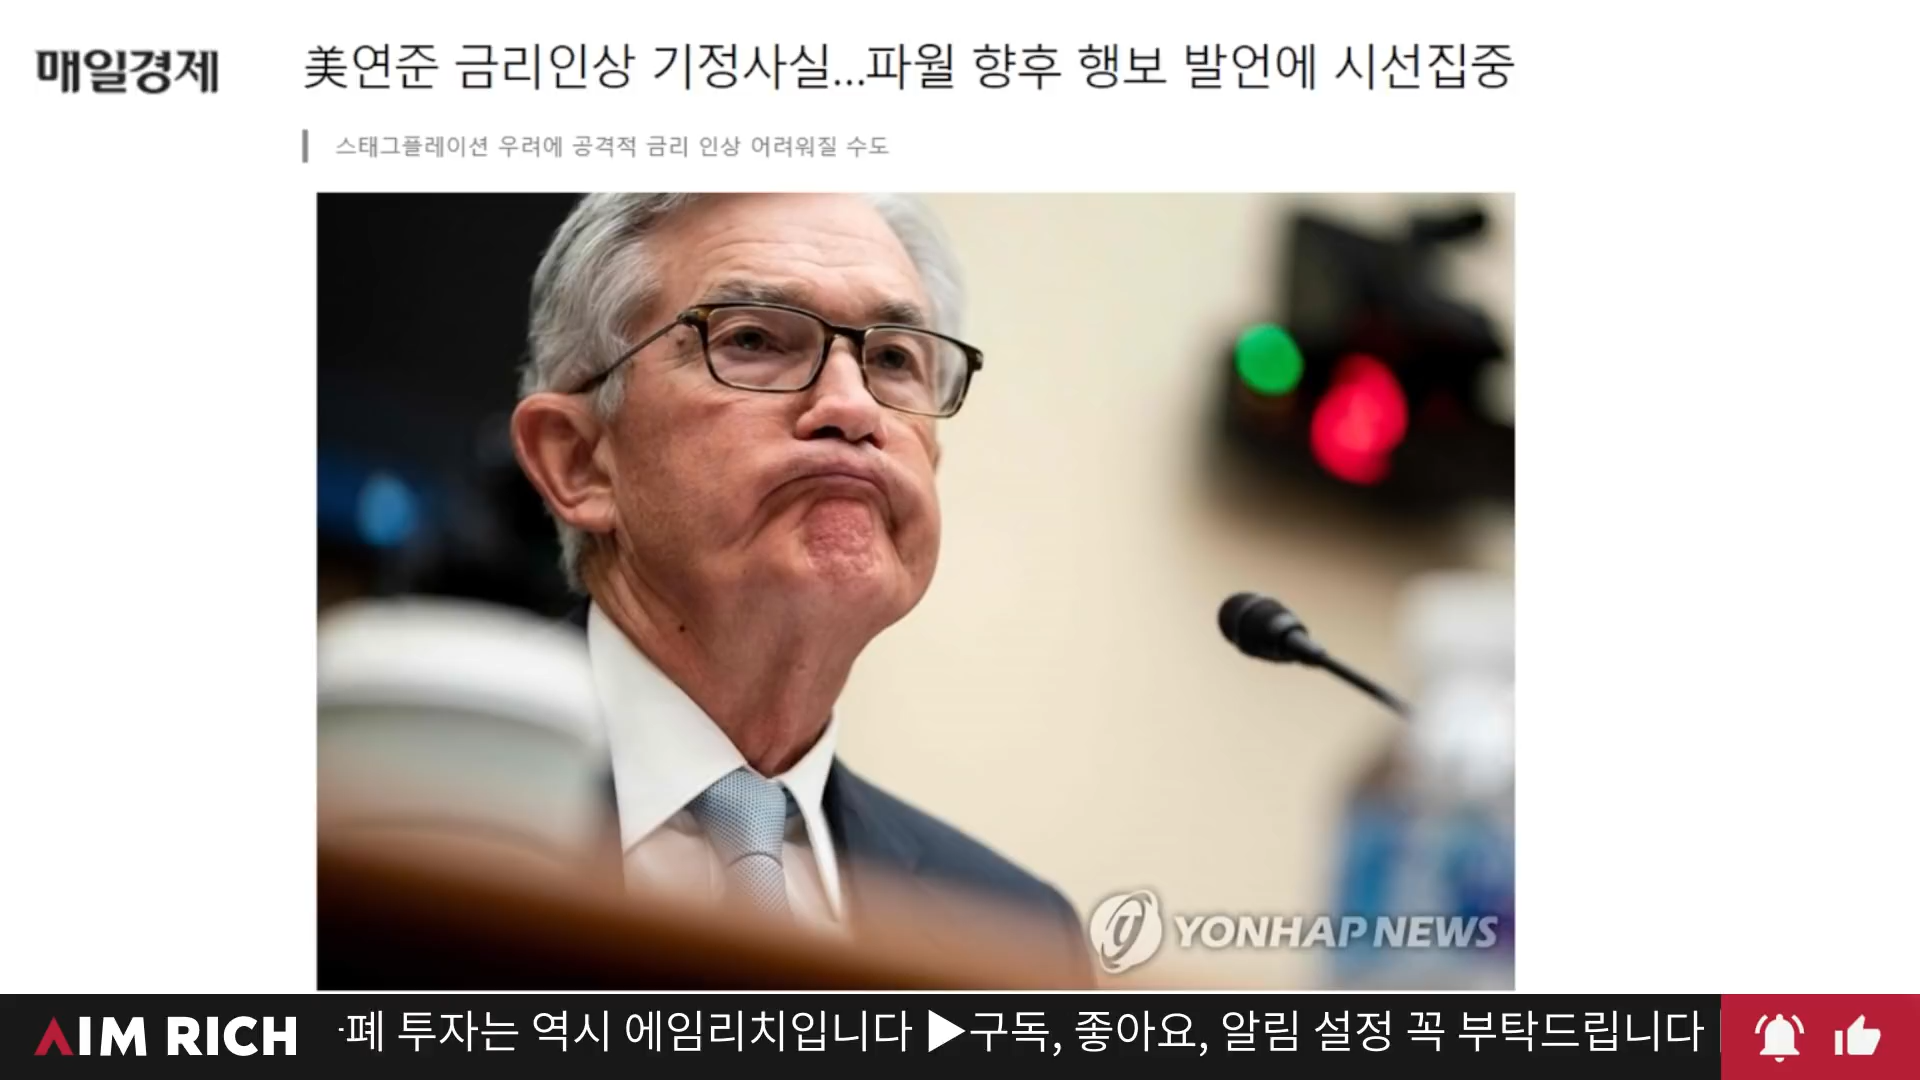 매일경제
美연준 금리인상 기정사실...파월 향후 행보 발언에 시선집중
스태그플레이션 우려에 공격적 금리 인상 어려워질 수도
YONHAP NEWS
AIM RICH
폐 투자는 역시 에임리치입니다 ▶구독, 좋아요, 알림 설정 꼭 부탁드립니다